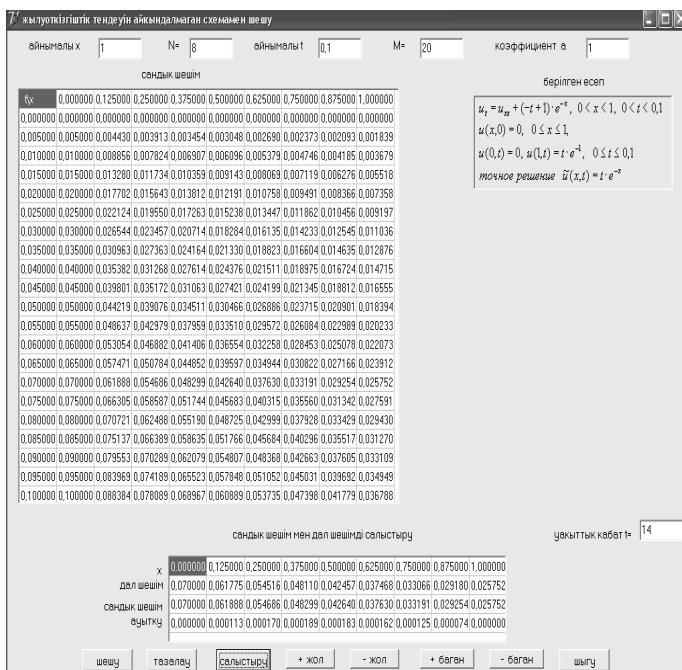 жылуоткизгіштік тендеуін айкындалмаган схемамен шешу
айнымалы x 1 N= 8 айнымалы t 0,1 M= 20 коэффициент a 1
сандык шешім
берілген есеп
t\x 0,000000 0,125000 0,250000 0,375000 0,500000 0,625000 0,750000 0,875000 1,000000
0,000000 0,000000 0,000000 0,000000 0,000000 0,000000 0,000000 0,000000 0,000000 0,000000
0,005000 0,005000 0,004430 0,003913 0,003454 0,003048 0,002690 0,002373 0,002093 0,001839
0,010000 0,010000 0,008856 0,007824 0,006907 0,006096 0,005379 0,004746 0,004185 0,003679
0,015000 0,015000 0,013280 0,011734 0,010359 0,009143 0,008069 0,007119 0,006276 0,005518
0,020000 0,020000 0,017702 0,015643 0,013812 0,012191 0,010758 0,009491 0,008366 0,007358
0,025000 0,025000 0,022124 0,019550 0,017263 0,015238 0,013447 0,011862 0,010456 0,009197
0,030000 0,030000 0,026544 0,023457 0,020714 0,018284 0,016135 0,014233 0,012545 0,011036
0,035000 0,035000 0,030963 0,027363 0,024164 0,021330 0,018823 0,016604 0,014635 0,012876
0,040000 0,040000 0,035382 0,031268 0,027614 0,024376 0,021511 0,018975 0,016724 0,014715
0,045000 0,045000 0,039801 0,035172 0,031063 0,027421 0,024199 0,021345 0,018812 0,016555
0,050000 0,050000 0,044219 0,039076 0,034511 0,030466 0,026886 0,023715 0,020901 0,018394
0,055000 0,055000 0,048637 0,042979 0,037959 0,033510 0,029572 0,026084 0,022989 0,020233
0,060000 0,060000 0,053054 0,046882 0,041406 0,036554 0,032258 0,028453 0,025078 0,022073
0,065000 0,065000 0,057471 0,050784 0,044852 0,039597 0,034944 0,030822 0,027166 0,023912
0,070000 0,070000 0,061888 0,054686 0,048299 0,042640 0,037630 0,033191 0,029254 0,025752
0,075000 0,075000 0,066305 0,058587 0,051744 0,045683 0,040315 0,035560 0,031342 0,027591
0,080000 0,080000 0,070721 0,062488 0,055190 0,048725 0,042999 0,037928 0,033429 0,029430
0,085000 0,085000 0,075137 0,066389 0,058635 0,051766 0,045684 0,040296 0,035517 0,031270
0,090000 0,090000 0,079553 0,070289 0,062079 0,054807 0,048368 0,042663 0,037605 0,033109
0,095000 0,095000 0,083969 0,074189 0,065523 0,057848 0,051052 0,045031 0,039692 0,034949
0,100000 0,100000 0,088384 0,078089 0,068967 0,060889 0,053735 0,047398 0,041779 0,036788
u_t = u_xx + (−t+1)·e^−x, 0 < x < 1, 0 < t < 0,1
u(x,0) = 0, 0 ≤ x ≤ 1,
u(0,t) = 0, u(1,t) = t·e^−1, 0 ≤ t ≤ 0,1
точное решение ũ(x,t) = t·e^−x
сандык шешім мен дал шешімді салыстыру
уакыттык кабат t= 14
x 0,000000 0,125000 0,250000 0,375000 0,500000 0,625000 0,750000 0,875000 1,000000
дал шешім 0,070000 0,061775 0,054516 0,048110 0,042457 0,037468 0,033066 0,029180 0,025752
сандык шешім 0,070000 0,061888 0,054686 0,048299 0,042640 0,037630 0,033191 0,029254 0,025752
ауытку 0,000000 0,000113 0,000170 0,000189 0,000183 0,000162 0,000125 0,000074 0,000000
шешу тазалау салыстыру + жол - жол + баган - баган шыгу